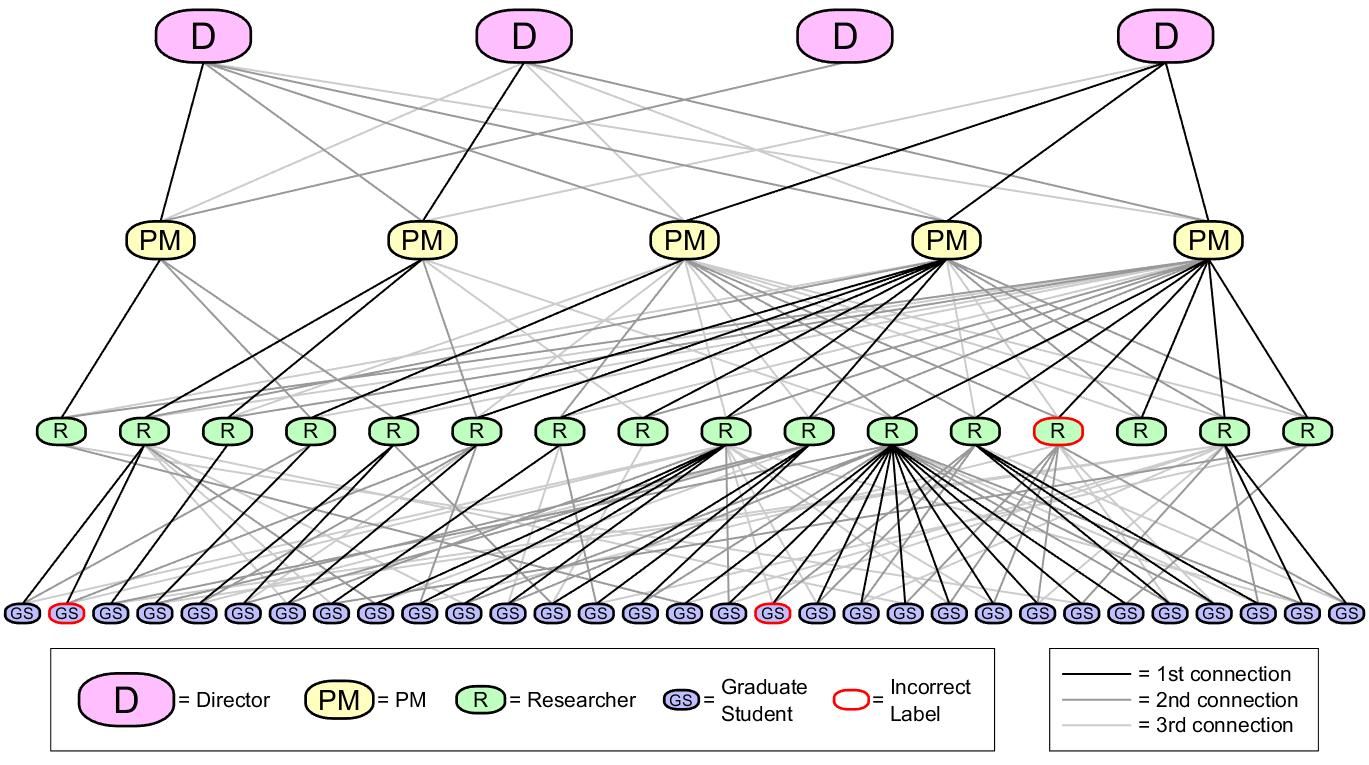 D D D D
PM PM PM PM PM
R R R R R R R R R R R R R R R R
GS GS GS GS GS GS GS GS GS GS GS GS GS GS GS GS GS GS GS GS GS GS GS GS GS GS GS GS GS GS GS
D = Director
PM = PM
R = Researcher
GS = Graduate
Student
= Incorrect
Label
= 1st connection
= 2nd connection
= 3rd connection